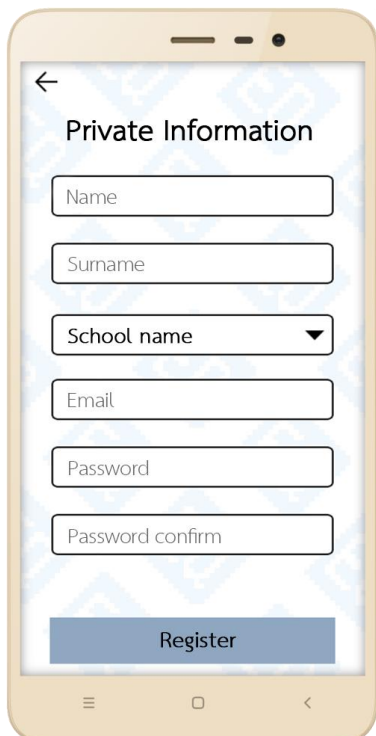 Private Information
Name
Surname
School name
Email
Password
Password confirm
Register